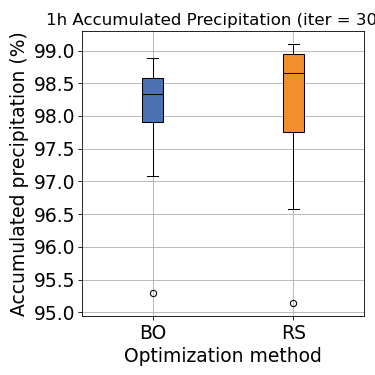 1h Accumulated Precipitation (iter = 30
Accumulated precipitation (%)
99.0
98.5
98.0
97.5
97.0
96.5
96.0
95.5
95.0
BO RS
Optimization method